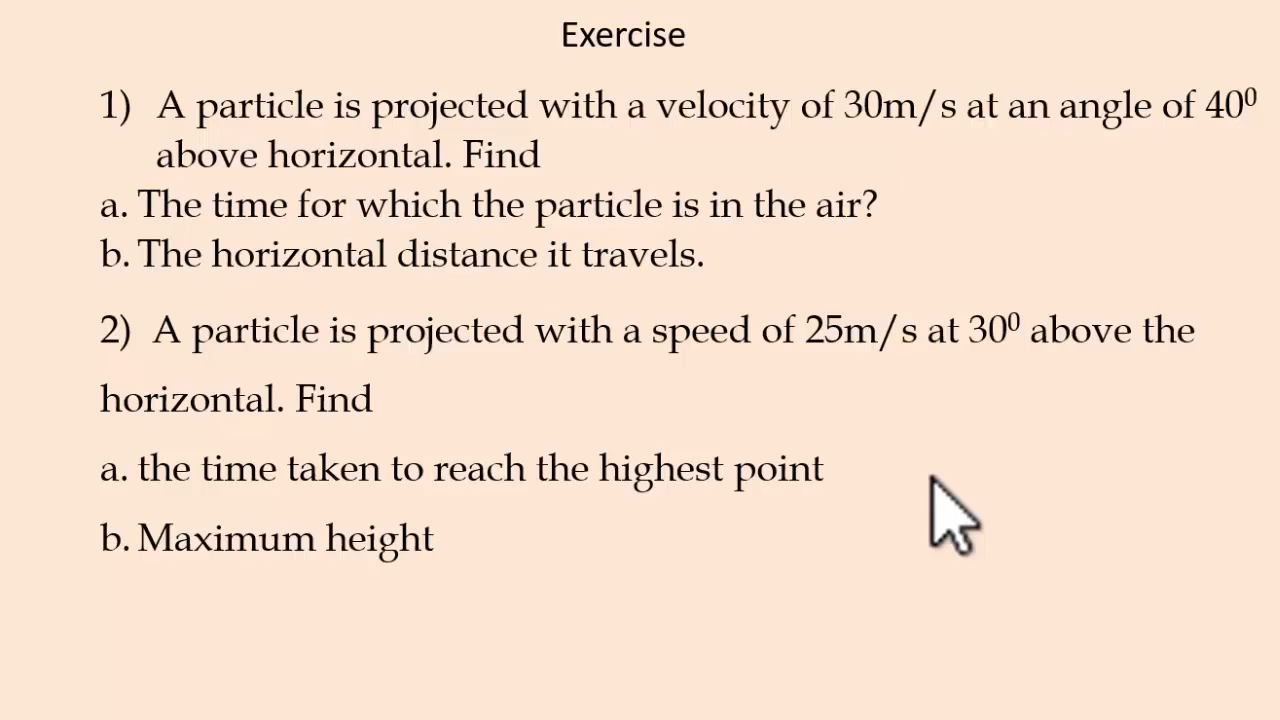 Exercise
1) A particle is projected with a velocity of 30m/s at an angle of 40⁰
above horizontal. Find
a. The time for which the particle is in the air?
b. The horizontal distance it travels.
2) A particle is projected with a speed of 25m/s at 30⁰ above the
horizontal. Find
a. the time taken to reach the highest point
b. Maximum height